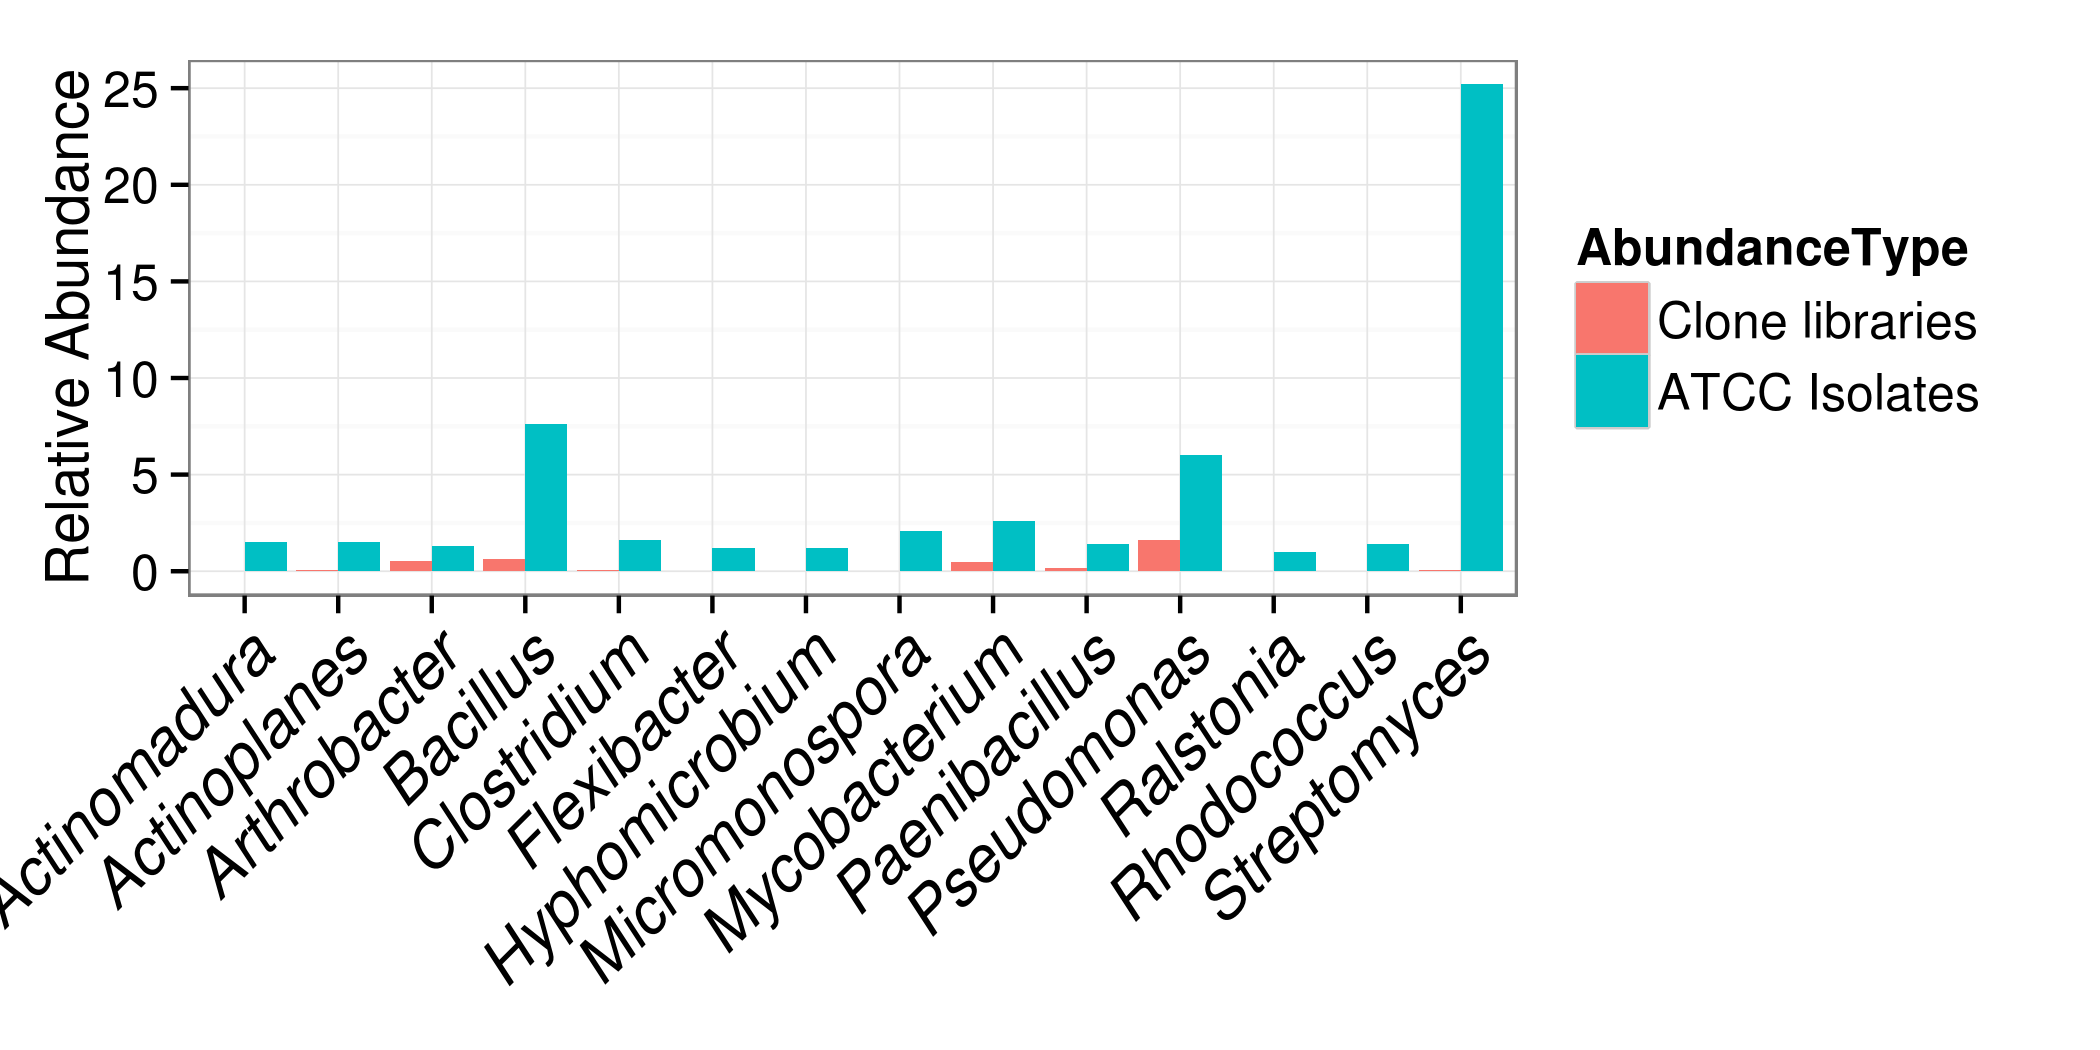 Relative Abundance
25
20
15
10
5
0
Actinomadura
Actinoplanes
Arthrobacter
Bacillus
Clostridium
Flexibacter
Hyphomicrobium
Micromonospora
Mycobacterium
Paenibacillus
Pseudomonas
Ralstonia
Rhodococcus
Streptomyces
AbundanceType
Clone libraries
ATCC Isolates